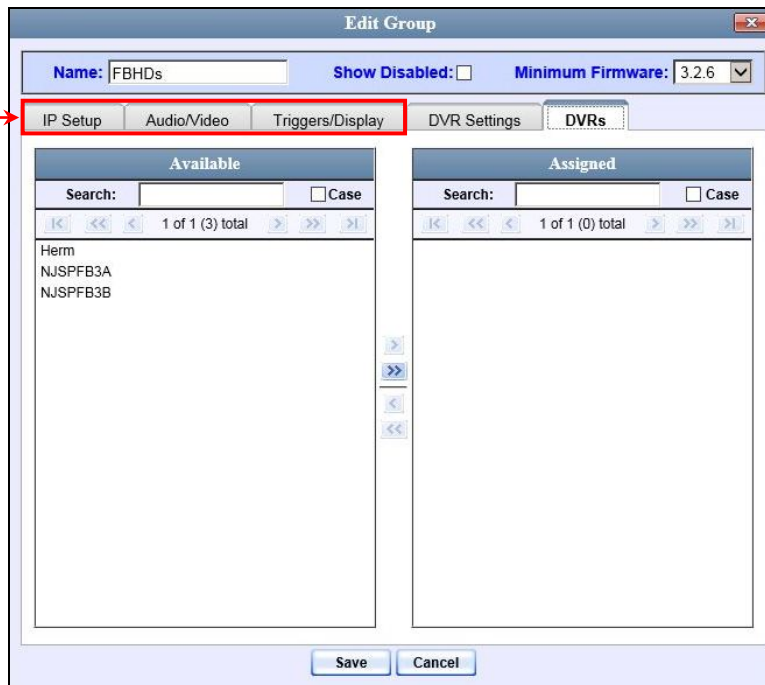 Edit Group
Name: FBHDs Show Disabled: Minimum Firmware: 3.2.6
IP Setup Audio/Video Triggers/Display DVR Settings DVRs
Available Assigned
Search: Case Search: Case
|< << < 1 of 1 (3) total > >> >| |< << < 1 of 1 (0) total > >> >|
Herm
NJSPFB3A
NJSPFB3B
>
>>
<
<<
Save Cancel